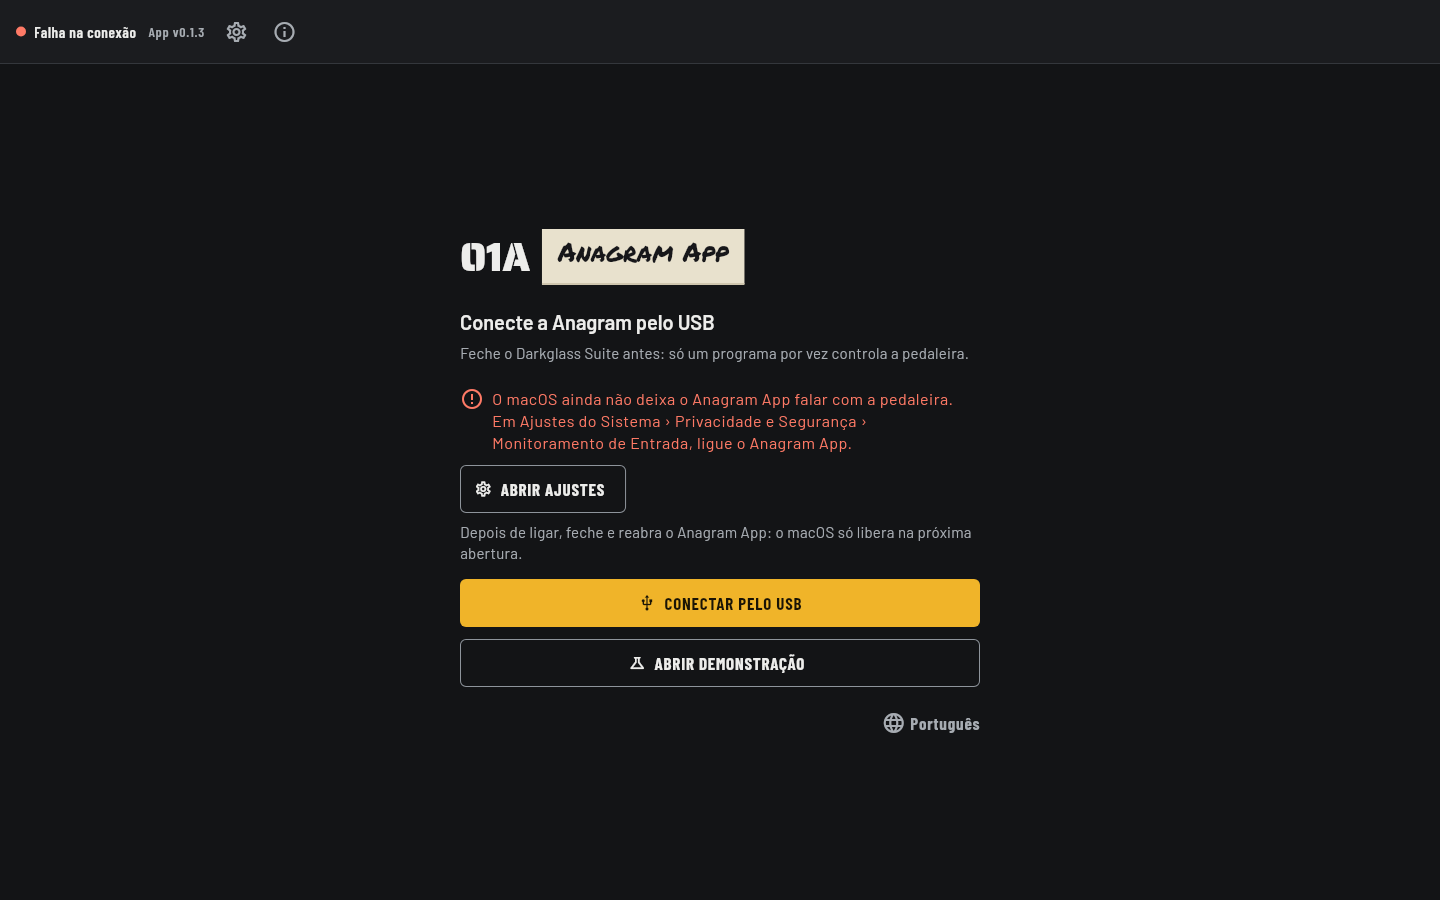 Falha na conexão App v0.1.3
01A Anagram App
Conecte a Anagram pelo USB
Feche o Darkglass Suite antes: só um programa por vez controla a pedaleira.
O macOS ainda não deixa o Anagram App falar com a pedaleira.
Em Ajustes do Sistema › Privacidade e Segurança ›
Monitoramento de Entrada, ligue o Anagram App.
ABRIR AJUSTES
Depois de ligar, feche e reabra o Anagram App: o macOS só libera na próxima
abertura.
CONECTAR PELO USB
ABRIR DEMONSTRAÇÃO
Português